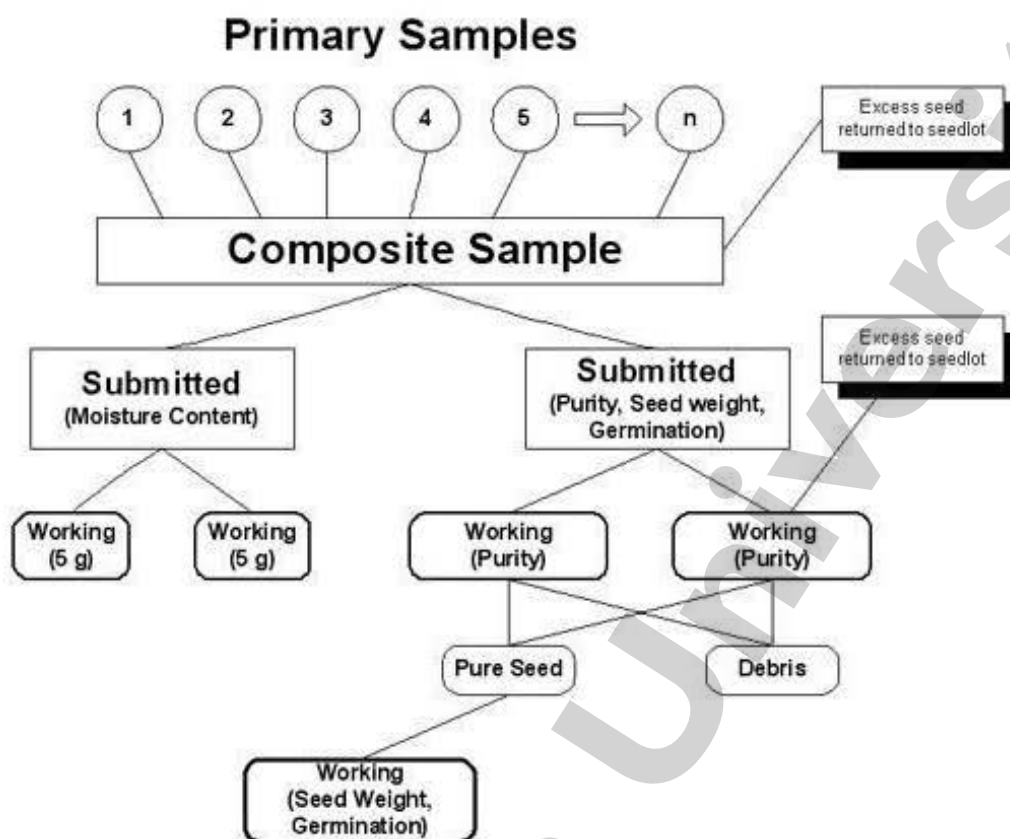 Primary Samples
1 2 3 4 5 n
Excess seed
returned to seedlot
Composite Sample
Excess seed
returned to seedlot
Submitted
(Moisture Content)
Submitted
(Purity, Seed weight,
Germination)
Working
(5 g)
Working
(5 g)
Working
(Purity)
Working
(Purity)
Pure Seed
Debris
Working
(Seed Weight,
Germination)